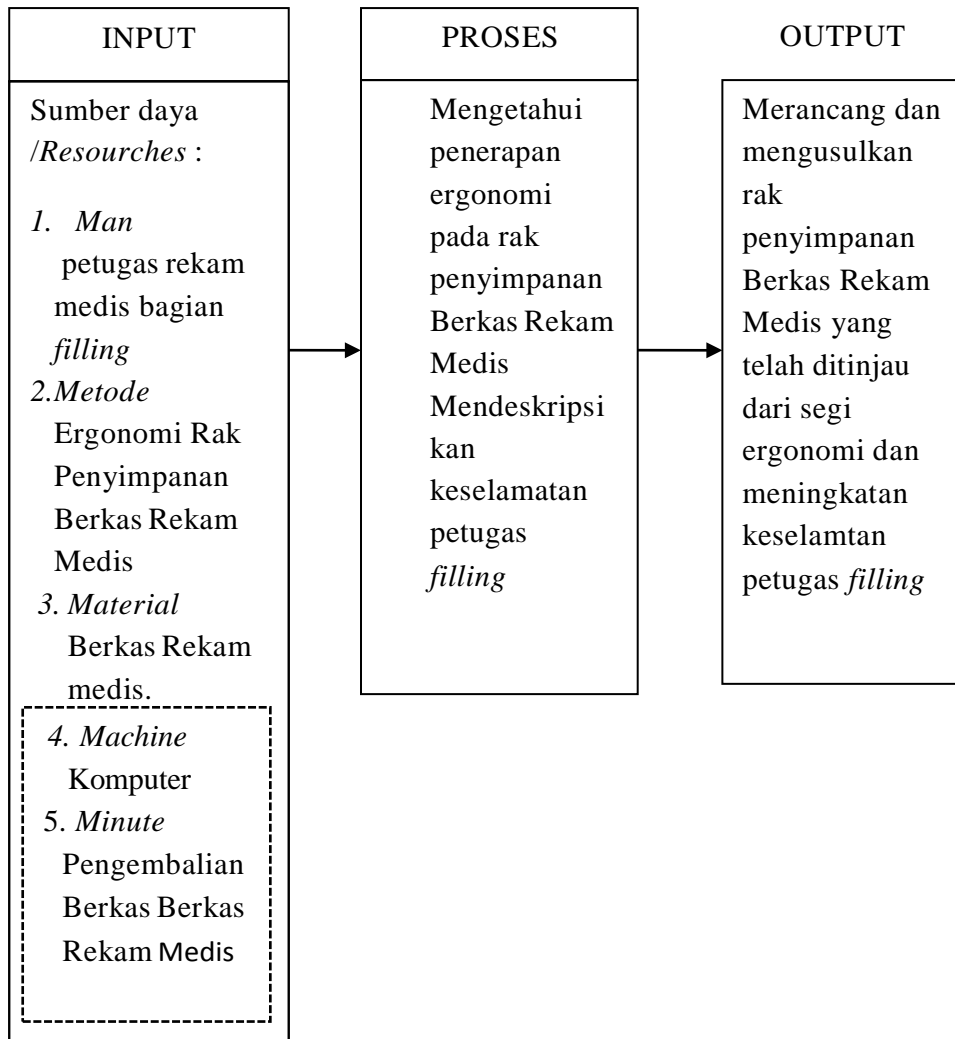 INPUT
Sumber daya
/Resourches :
1. Man
petugas rekam
medis bagian
filling
2.Metode
Ergonomi Rak
Penyimpanan
Berkas Rekam
Medis
3. Material
Berkas Rekam
medis.
4. Machine
Komputer
5. Minute
Pengembalian
Berkas Berkas
Rekam Medis
PROSES
Mengetahui
penerapan
ergonomi
pada rak
penyimpanan
Berkas Rekam
Medis
Mendeskripsi
kan
keselamatan
petugas
filling
OUTPUT
Merancang dan
mengusulkan
rak
penyimpanan
Berkas Rekam
Medis yang
telah ditinjau
dari segi
ergonomi dan
meningkatan
keselamtan
petugas filling